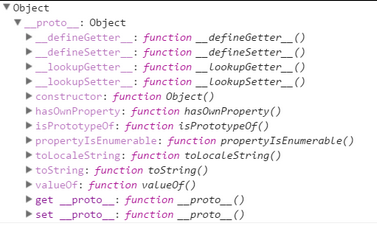 Object
__proto__: Object
__defineGetter__: function __defineGetter__()
__defineSetter__: function __defineSetter__()
__lookupGetter__: function __lookupGetter__()
__lookupSetter__: function __lookupSetter__()
constructor: function Object()
hasOwnProperty: function hasOwnProperty()
isPrototypeOf: function isPrototypeOf()
propertyIsEnumerable: function propertyIsEnumerable()
toLocaleString: function toLocaleString()
toString: function toString()
valueOf: function valueOf()
get __proto__: function __proto__()
set __proto__: function __proto__()